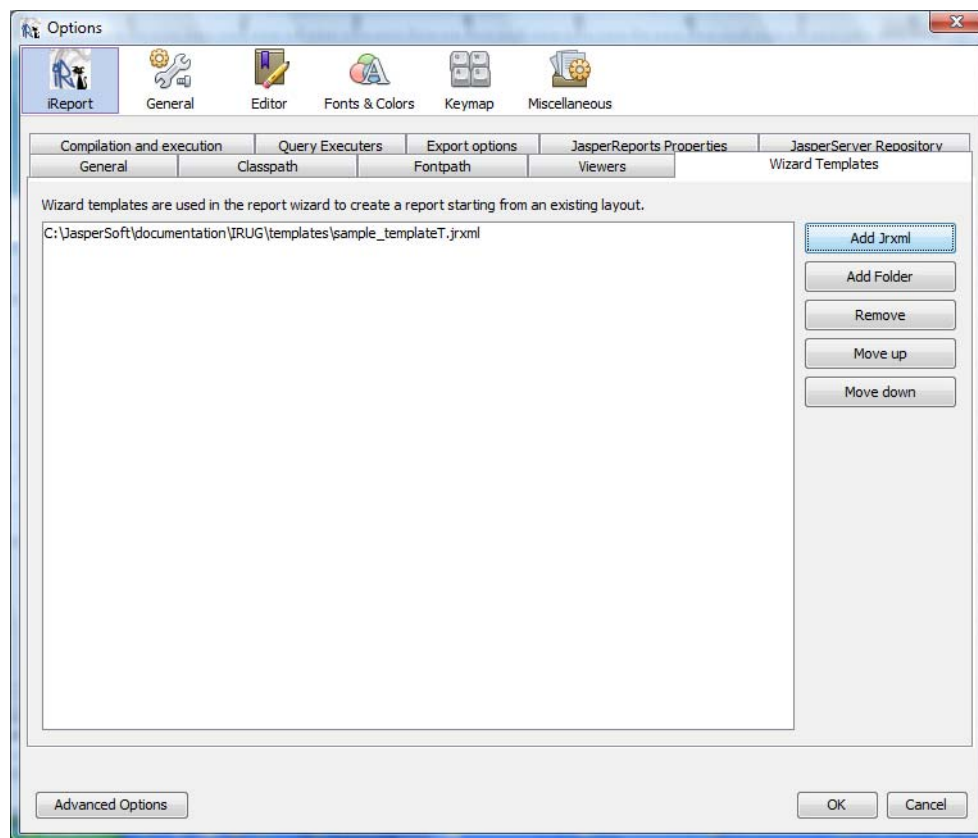 Options
iReport General Editor Fonts & Colors Keymap Miscellaneous
Compilation and execution Query Executers Export options JasperReports Properties JasperServer Repository
General Classpath Fontpath Viewers Wizard Templates
Wizard templates are used in the report wizard to create a report starting from an existing layout.
C:\JasperSoft\documentation\IRUG\templates\sample_templateT.jrxml
Add Jrxml
Add Folder
Remove
Move up
Move down
Advanced Options OK Cancel